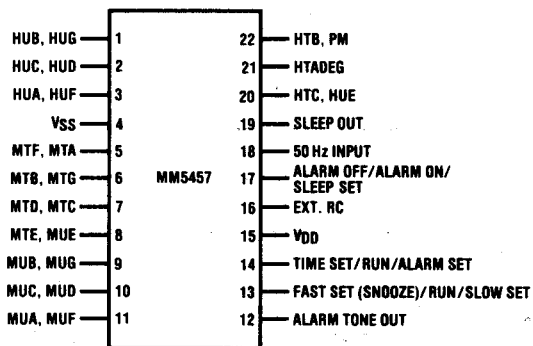 HUB, HUG 1
HUC, HUD 2
HUA, HUF 3
VSS 4
MTF, MTA 5
MTB, MTG 6
MTD, MTC 7
MTE, MUE 8
MUB, MUG 9
MUC, MUD 10
MUA, MUF 11
MM5457
22 HTB, PM
21 HTADEG
20 HTC, HUE
19 SLEEP OUT
18 50 Hz INPUT
17 ALARM OFF/ALARM ON/
SLEEP SET
16 EXT. RC
15 VDD
14 TIME SET/RUN/ALARM SET
13 FAST SET (SNOOZE)/RUN/SLOW SET
12 ALARM TONE OUT